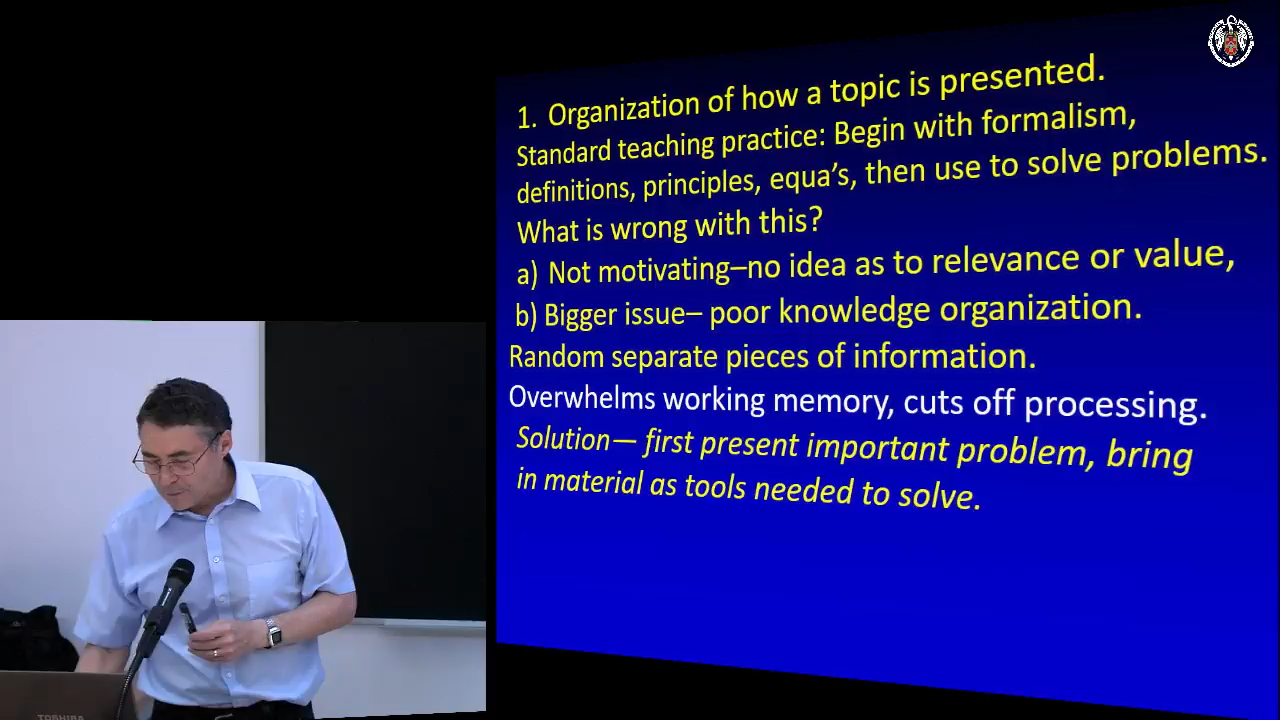 1. Organization of how a topic is presented.
Standard teaching practice: Begin with formalism,
definitions, principles, equa's, then use to solve problems.
What is wrong with this?
a) Not motivating–no idea as to relevance or value,
b) Bigger issue– poor knowledge organization.
Random separate pieces of information.
Overwhelms working memory, cuts off processing.
Solution— first present important problem, bring
in material as tools needed to solve.
TOSHIBA